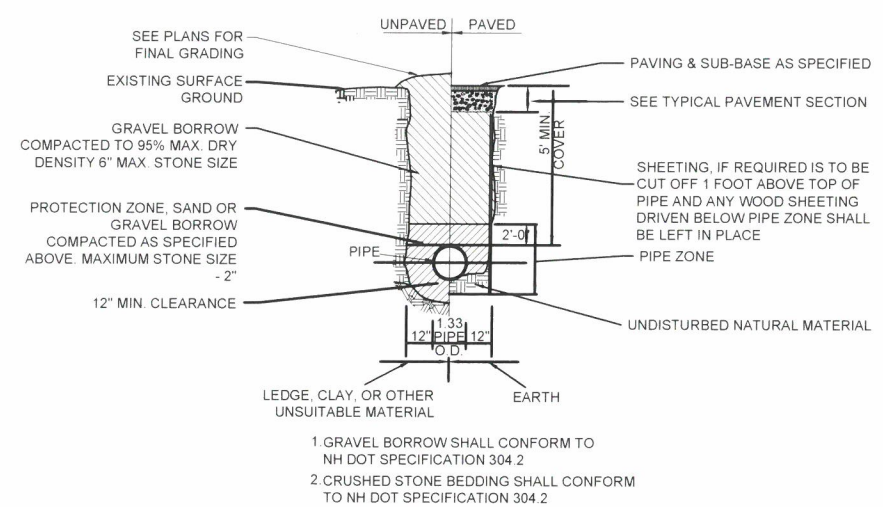 UNPAVED
PAVED
SEE PLANS FOR
FINAL GRADING
EXISTING SURFACE
GROUND
GRAVEL BORROW
COMPACTED TO 95% MAX. DRY
DENSITY 6" MAX. STONE SIZE
PROTECTION ZONE, SAND OR
GRAVEL BORROW
COMPACTED AS SPECIFIED
ABOVE. MAXIMUM STONE SIZE
- 2"
PIPE
12" MIN. CLEARANCE
PAVING & SUB-BASE AS SPECIFIED
SEE TYPICAL PAVEMENT SECTION
5' MIN.
COVER
SHEETING, IF REQUIRED IS TO BE
CUT OFF 1 FOOT ABOVE TOP OF
PIPE AND ANY WOOD SHEETING
DRIVEN BELOW PIPE ZONE SHALL
BE LEFT IN PLACE
2'-0"
PIPE ZONE
UNDISTURBED NATURAL MATERIAL
1.33
12" PIPE 12"
O.D.
LEDGE, CLAY, OR OTHER
UNSUITABLE MATERIAL
EARTH
1. GRAVEL BORROW SHALL CONFORM TO
NH DOT SPECIFICATION 304.2
2. CRUSHED STONE BEDDING SHALL CONFORM
TO NH DOT SPECIFICATION 304.2